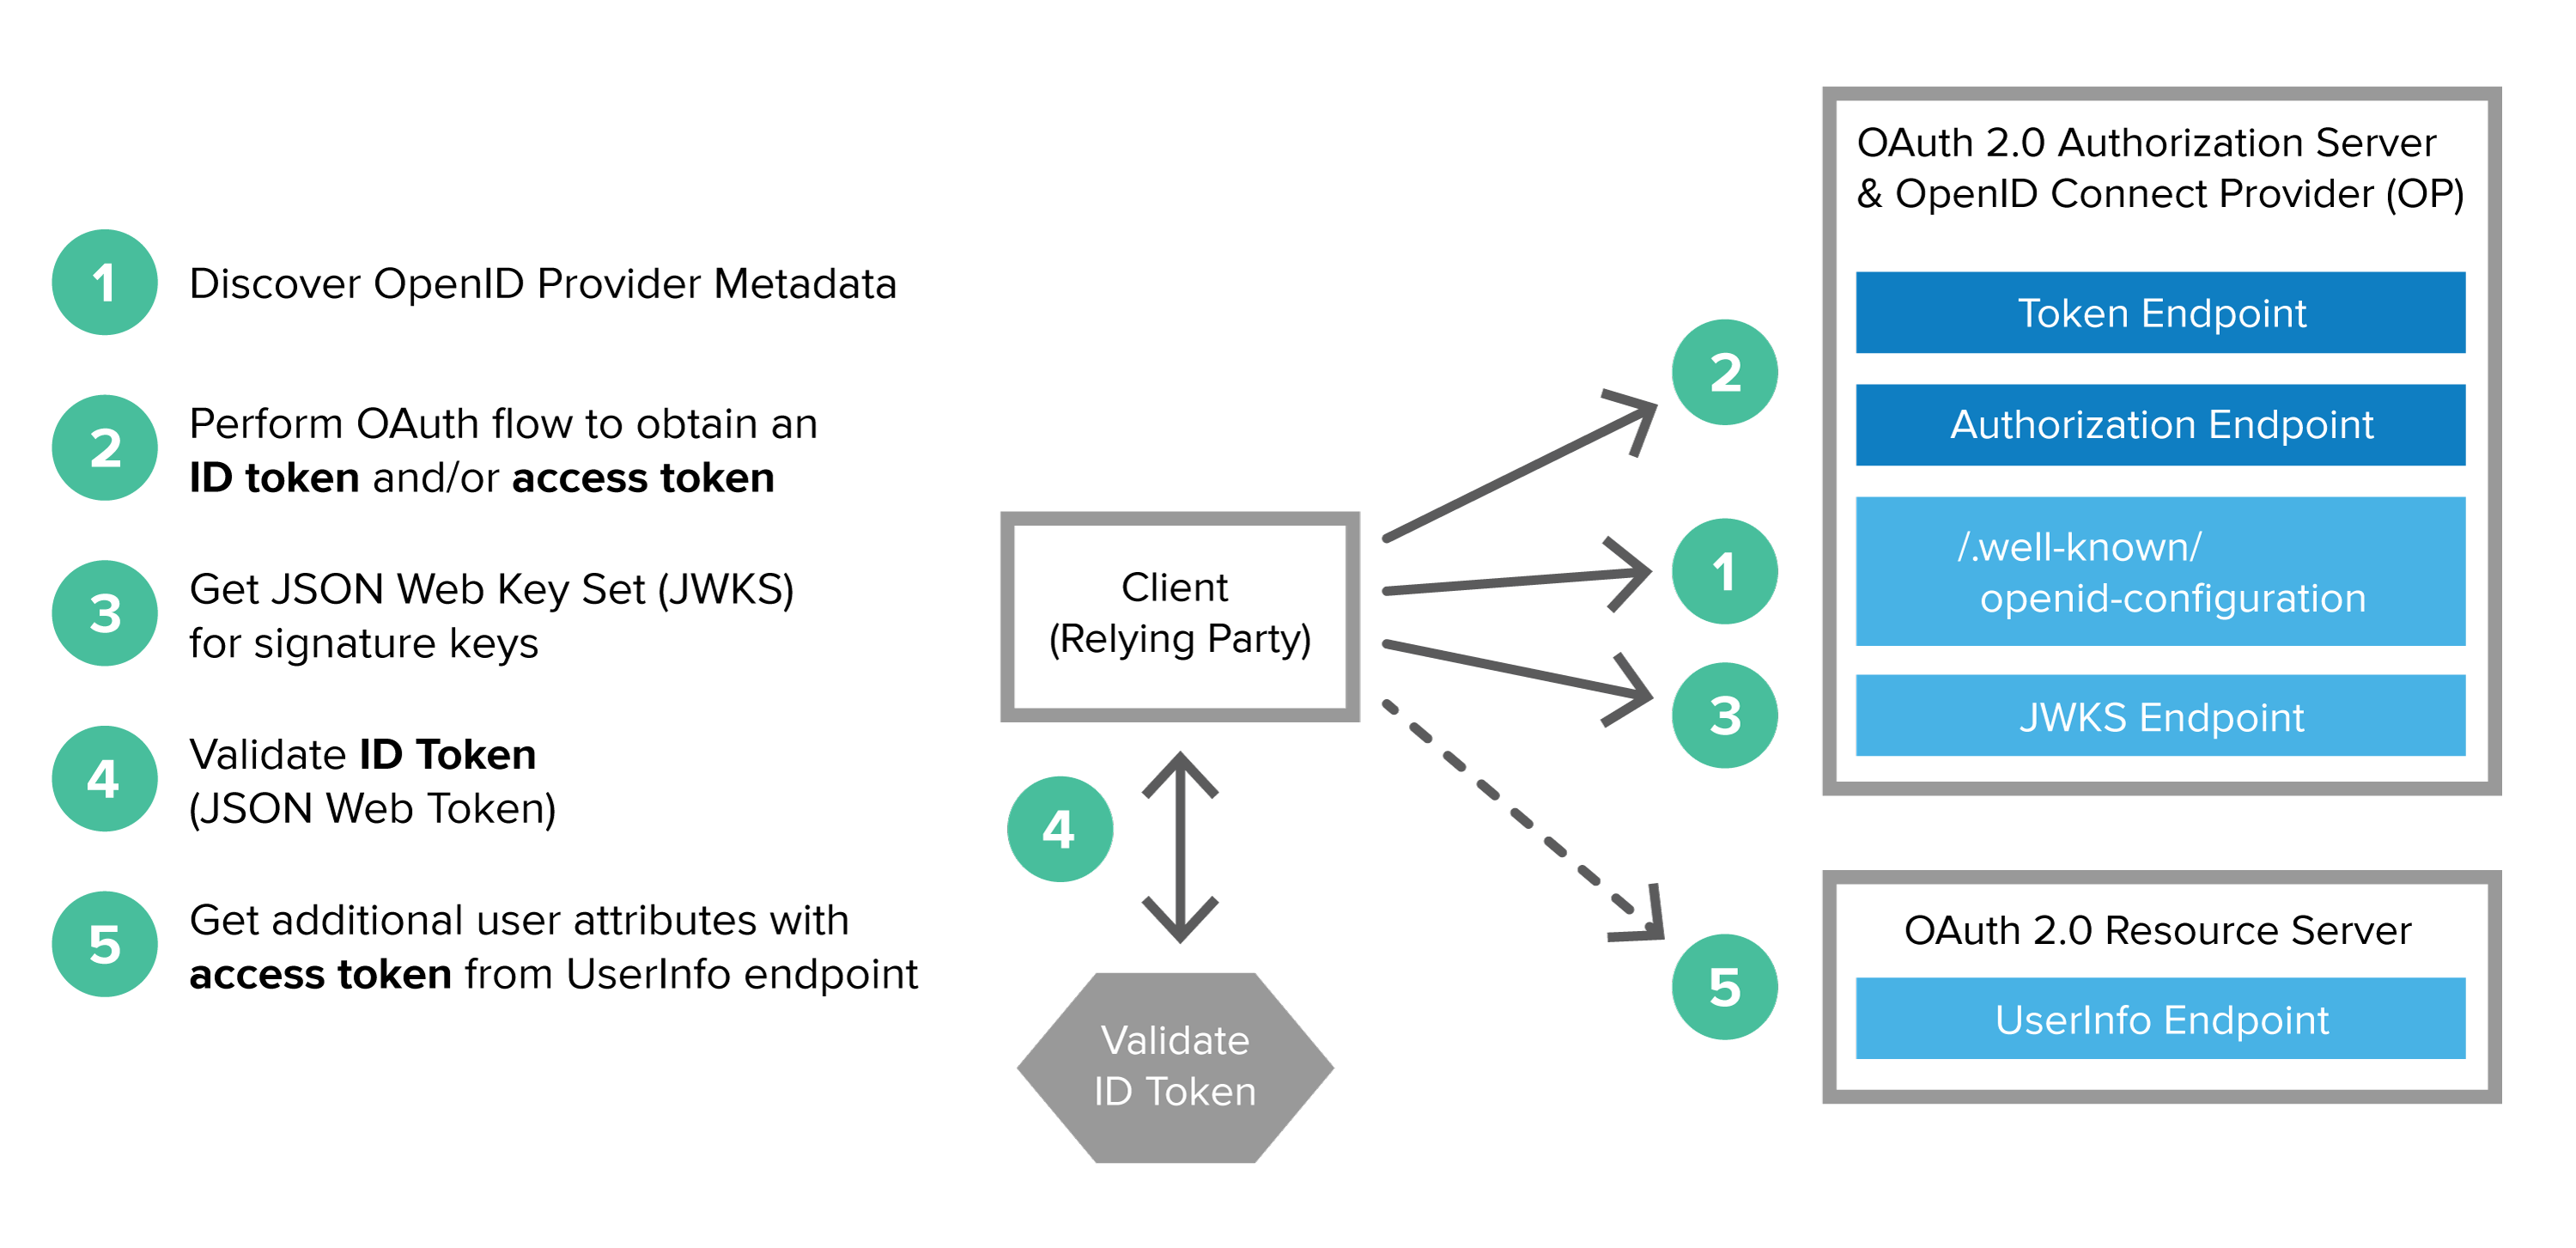 1
Discover OpenID Provider Metadata
2
Perform OAuth flow to obtain an
ID token and/or access token
3
Get JSON Web Key Set (JWKS)
for signature keys
4
Validate ID Token
(JSON Web Token)
5
Get additional user attributes with
access token from UserInfo endpoint
Client
(Relying Party)
4
Validate
ID Token
2
1
3
5
OAuth 2.0 Authorization Server
& OpenID Connect Provider (OP)
Token Endpoint
Authorization Endpoint
/.well-known/
openid-configuration
JWKS Endpoint
OAuth 2.0 Resource Server
UserInfo Endpoint